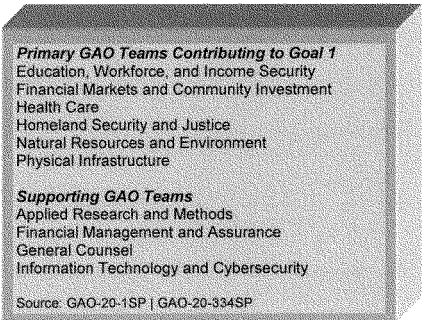 Primary GAO Teams Contributing to Goal 1
Education, Workforce, and Income Security
Financial Markets and Community Investment
Health Care
Homeland Security and Justice
Natural Resources and Environment
Physical Infrastructure
Supporting GAO Teams
Applied Research and Methods
Financial Management and Assurance
General Counsel
Information Technology and Cybersecurity
Source: GAO-20-1SP | GAO-20-334SP